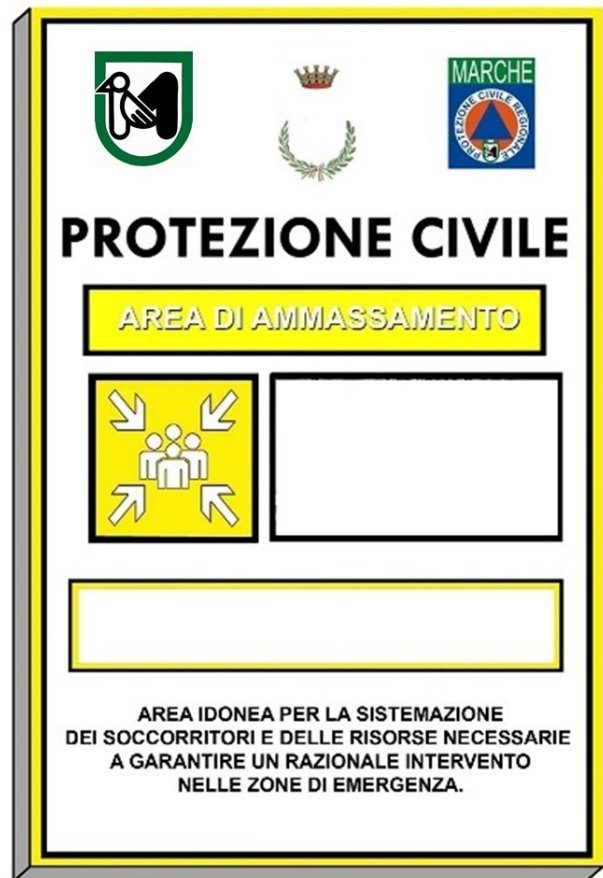 MARCHE
PROTEZIONE CIVILE REGIONALE
PROTEZIONE CIVILE
AREA DI AMMASSAMENTO
AREA IDONEA PER LA SISTEMAZIONE
DEI SOCCORRITORI E DELLE RISORSE NECESSARIE
A GARANTIRE UN RAZIONALE INTERVENTO
NELLE ZONE DI EMERGENZA.